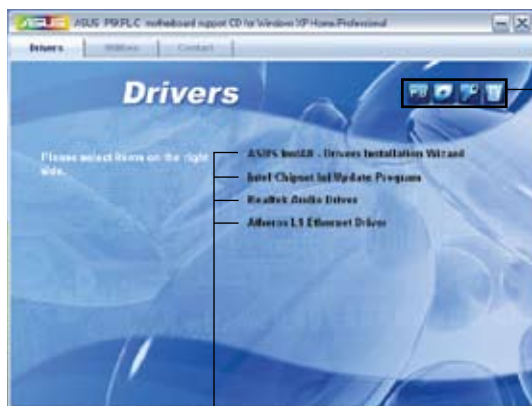 ASUS P5KPL-C motherboard support CD for Windows XP Home/Professional
Drivers
Utilities
Contact
Drivers
Please select items on the right side.
ASUS InstAll - Drivers Installation Wizard
Intel Chipset Inf Update Program
Realtek Audio Driver
Atheros L1 Ethernet Driver